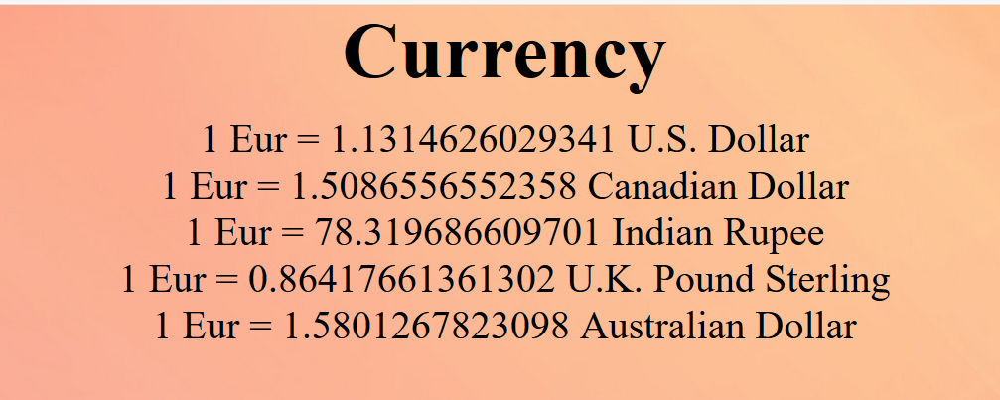 Currency
1 Eur = 1.1314626029341 U.S. Dollar
1 Eur = 1.5086556552358 Canadian Dollar
1 Eur = 78.319686609701 Indian Rupee
1 Eur = 0.86417661361302 U.K. Pound Sterling
1 Eur = 1.5801267823098 Australian Dollar